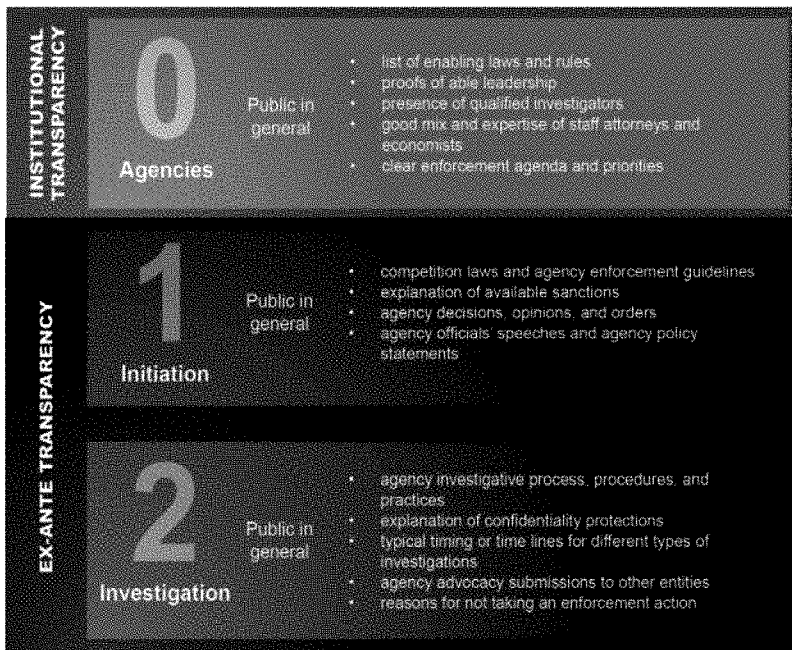 INSTITUTIONAL
TRANSPARENCY
0
Agencies
Public in
general
• list of enabling laws and rules
• proofs of able leadership
• presence of qualified investigators
• good mix and expertise of staff attorneys and
economists
• clear enforcement agenda and priorities
EX-ANTE TRANSPARENCY
1
Initiation
Public in
general
• competition laws and agency enforcement guidelines
• explanation of available sanctions
• agency decisions, opinions, and orders
• agency officials' speeches and agency policy
statements
2
Investigation
Public in
general
• agency investigative process, procedures, and
practices
• explanation of confidentiality protections
• typical timing or time lines for different types of
investigations
• agency advocacy submissions to other entities
• reasons for not taking an enforcement action